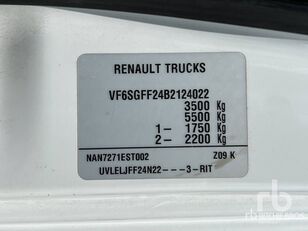 RENAULT TRUCKS
VF6SGFF24B2124022
3500 Kg
5500 Kg
1- 1750 Kg
2- 2200 Kg
NAN7271EST002 Z09 K
UVLELJFF24N22---3-RIT
rb